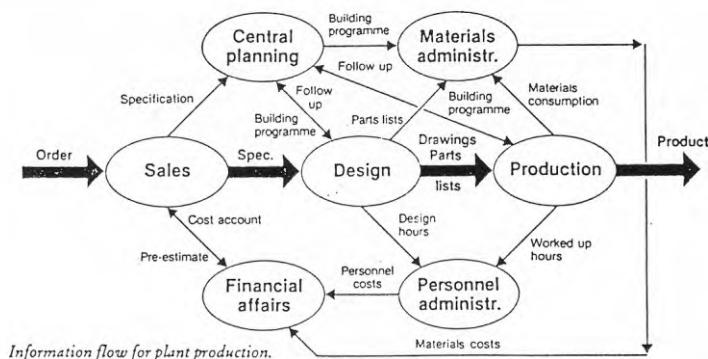 Central
planning
Building
programme
Materials
administr.
Follow up
Specification
Follow
up
Building
programme
Parts lists
Building
programme
Materials
consumption
Order
Sales
Spec.
Design
Drawings
Parts
lists
Production
Product
Cost account
Pre-estimate
Design
hours
Worked up
hours
Financial
affairs
Personnel
costs
Personnel
administr.
Materials costs
Information flow for plant production.